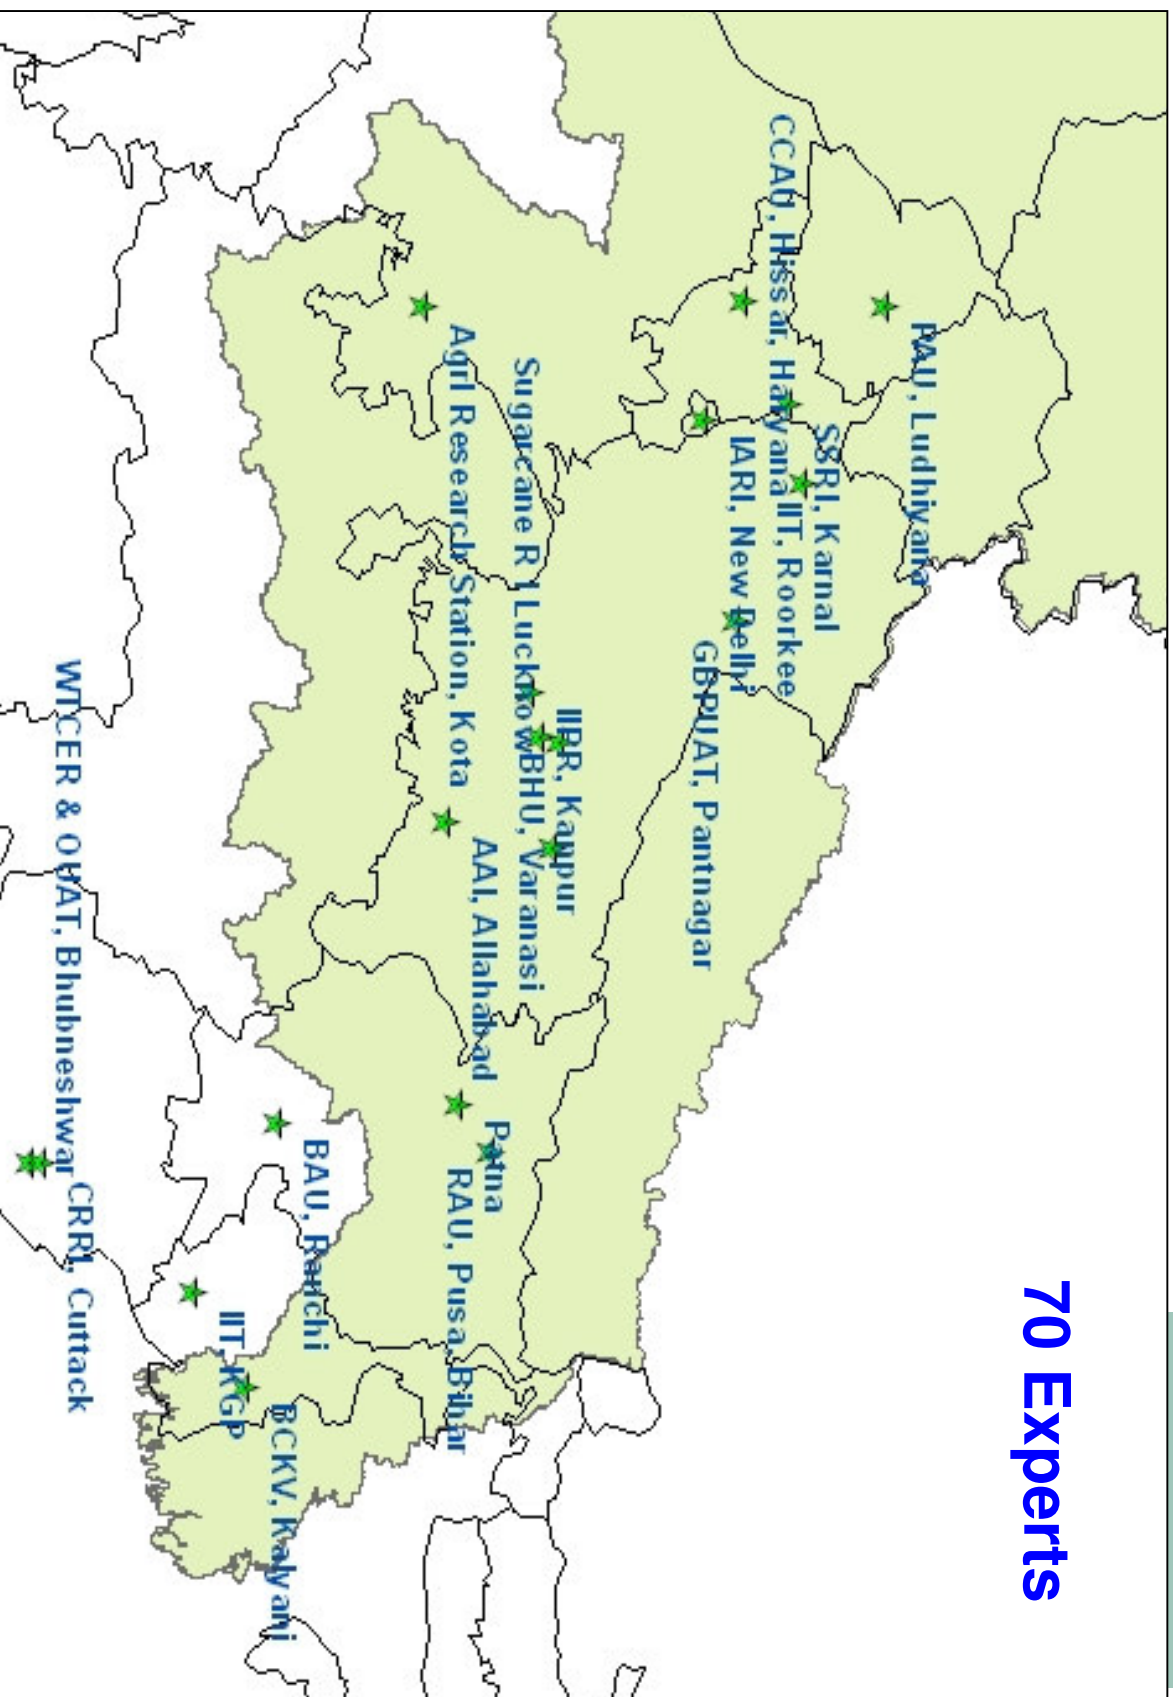 70 Experts
PAU, Ludhiyana
SSRI, Karnal
CCAU, Hissar, Haryana
IIT, Roorkee
IARI, New Delhi
GBPUAT, Pantnagar
IIPR, Kanpur
Sugarcane R I Lucknow
BHU, Varanasi
Patna
AAI, Allahabad
Agri Research Station, Kota
RAU, Pusa, Bihar
BAU, Ranchi
BCKV, Kalyani
IIT, KGP
CRRI, Cuttack
WTCER & OUAT, Bhubneshwar